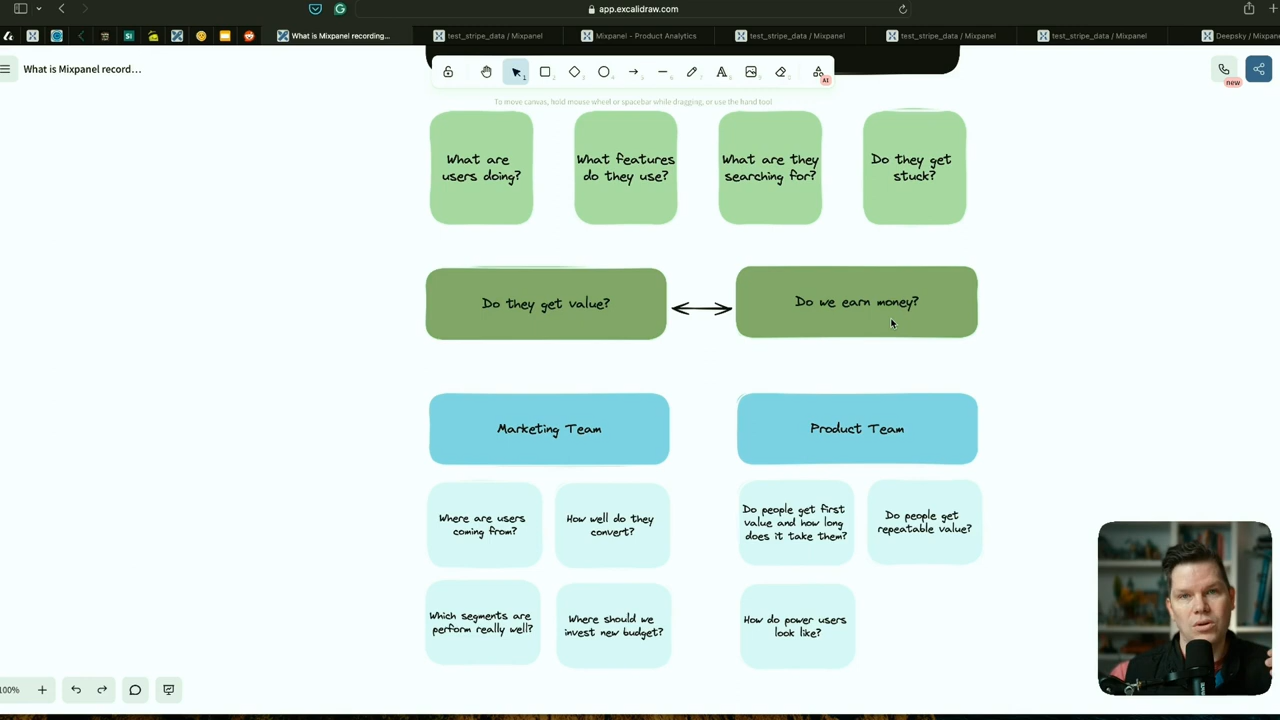 app.excalidraw.com
What is Mixpanel recording...
test_stripe_data / Mixpanel
Mixpanel - Product Analytics
test_stripe_data / Mixpanel
test_stripe_data / Mixpanel
test_stripe_data / Mixpanel
Deepsky / Mixpanel
What is Mixpanel record...
AI
new
To move canvas, hold mouse wheel or spacebar while dragging, or use the hand tool
What are
users doing?
What features
do they use?
What are they
searching for?
Do they get
stuck?
Do they get value?
Do we earn money?
Marketing Team
Product Team
Where are users
coming from?
How well do they
convert?
Do people get first
value and how long
does it take them?
Do people get
repeatable value?
Which segments are
perform really well?
Where should we
invest new budget?
How do power users
look like?
100%